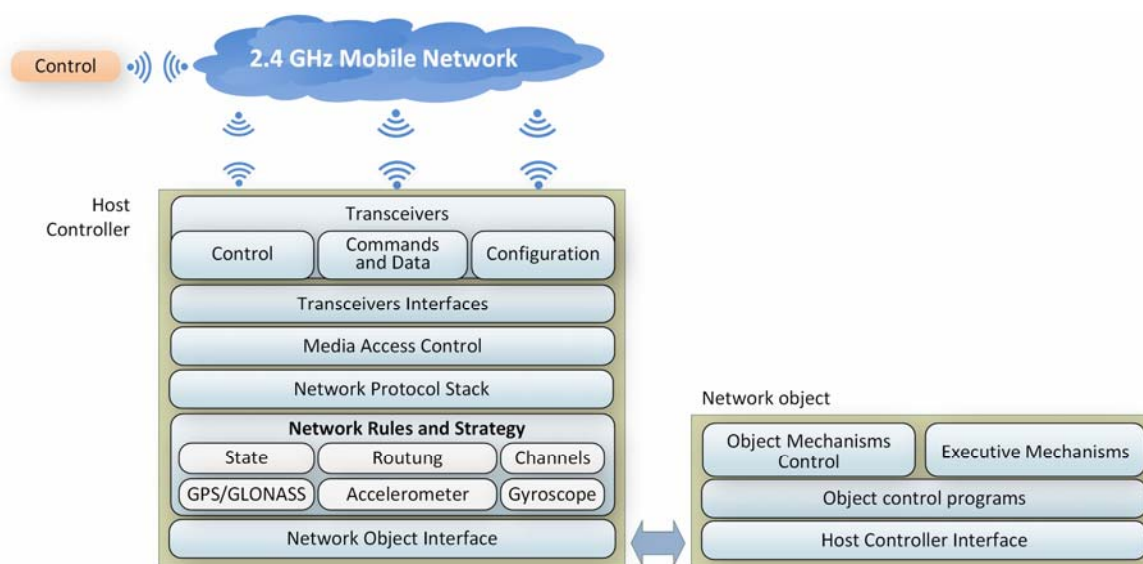 2.4 GHz Mobile Network
Control
Host
Controller
Transceivers
Control
Commands
and Data
Configuration
Transceivers Interfaces
Media Access Control
Network Protocol Stack
Network Rules and Strategy
State
Routung
Channels
GPS/GLONASS
Accelerometer
Gyroscope
Network Object Interface
Network object
Object Mechanisms
Control
Executive Mechanisms
Object control programs
Host Controller Interface